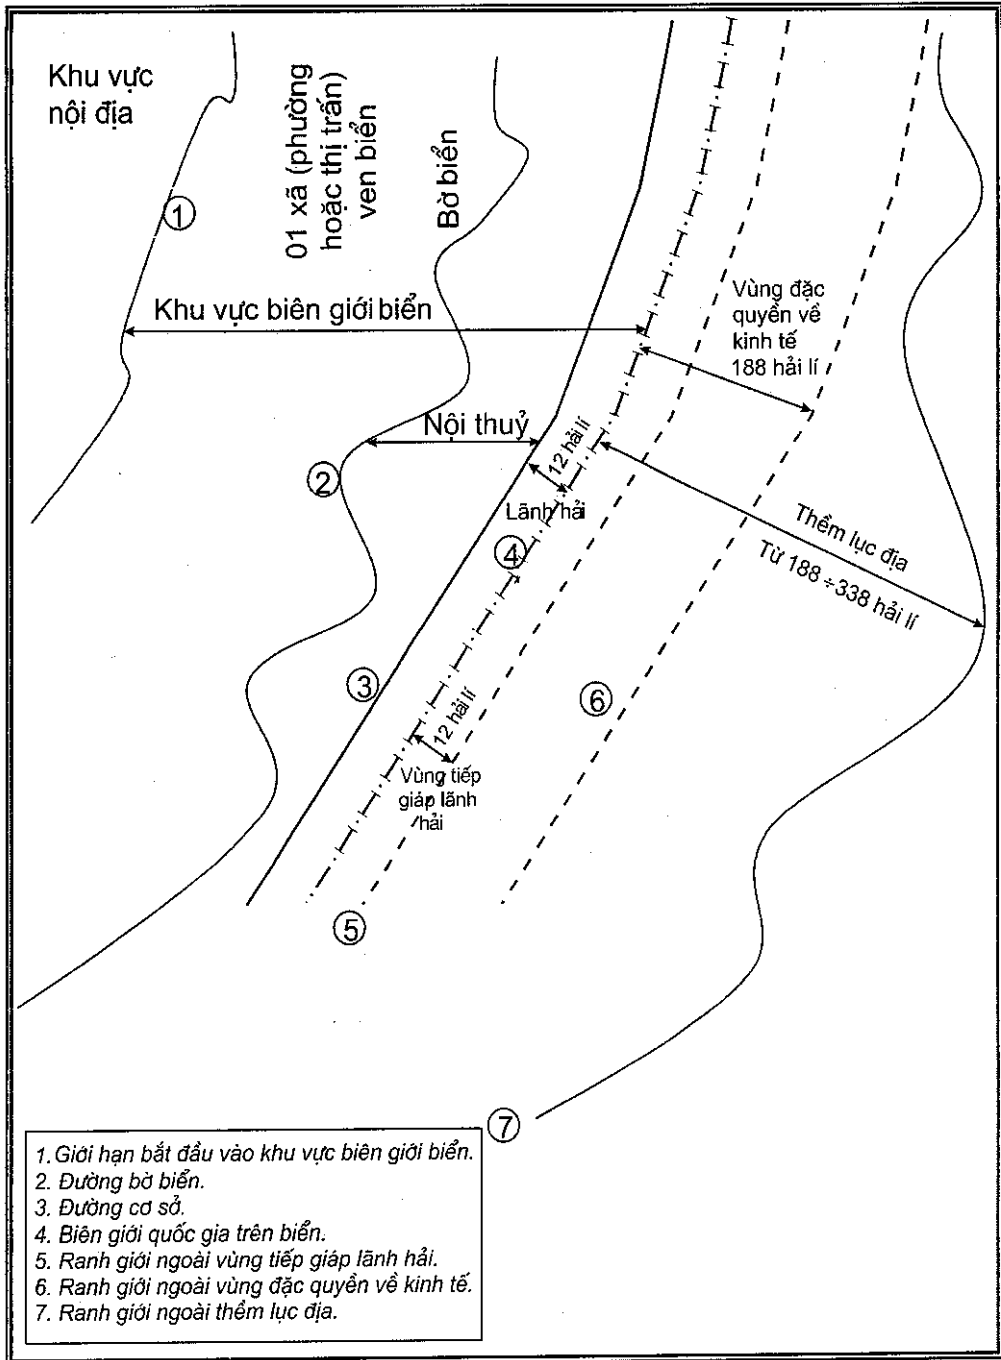 Khu vực
nội địa
01 xã (phường
hoặc thị trấn)
ven biển
Bờ biển
1
Khu vực biên giới biển
Vùng đặc
quyền về
kinh tế
188 hải lí
Nội thuỷ
12 hải lí
Lãnh hải
2
4
Thềm lục địa
Từ 188 ÷ 338 hải lí
3
6
12 hải lí
Vùng tiếp
giáp lãnh
hải
5
7
1. Giới hạn bắt đầu vào khu vực biên giới biển.
2. Đường bờ biển.
3. Đường cơ sở.
4. Biên giới quốc gia trên biển.
5. Ranh giới ngoài vùng tiếp giáp lãnh hải.
6. Ranh giới ngoài vùng đặc quyền về kinh tế.
7. Ranh giới ngoài thềm lục địa.